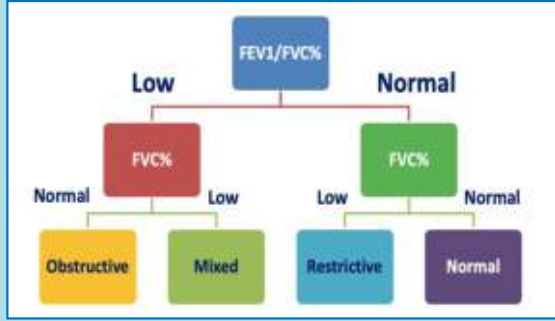 FEV1/FVC%
Low Normal
FVC% FVC%
Normal Low Low Normal
Obstructive Mixed Restrictive Normal